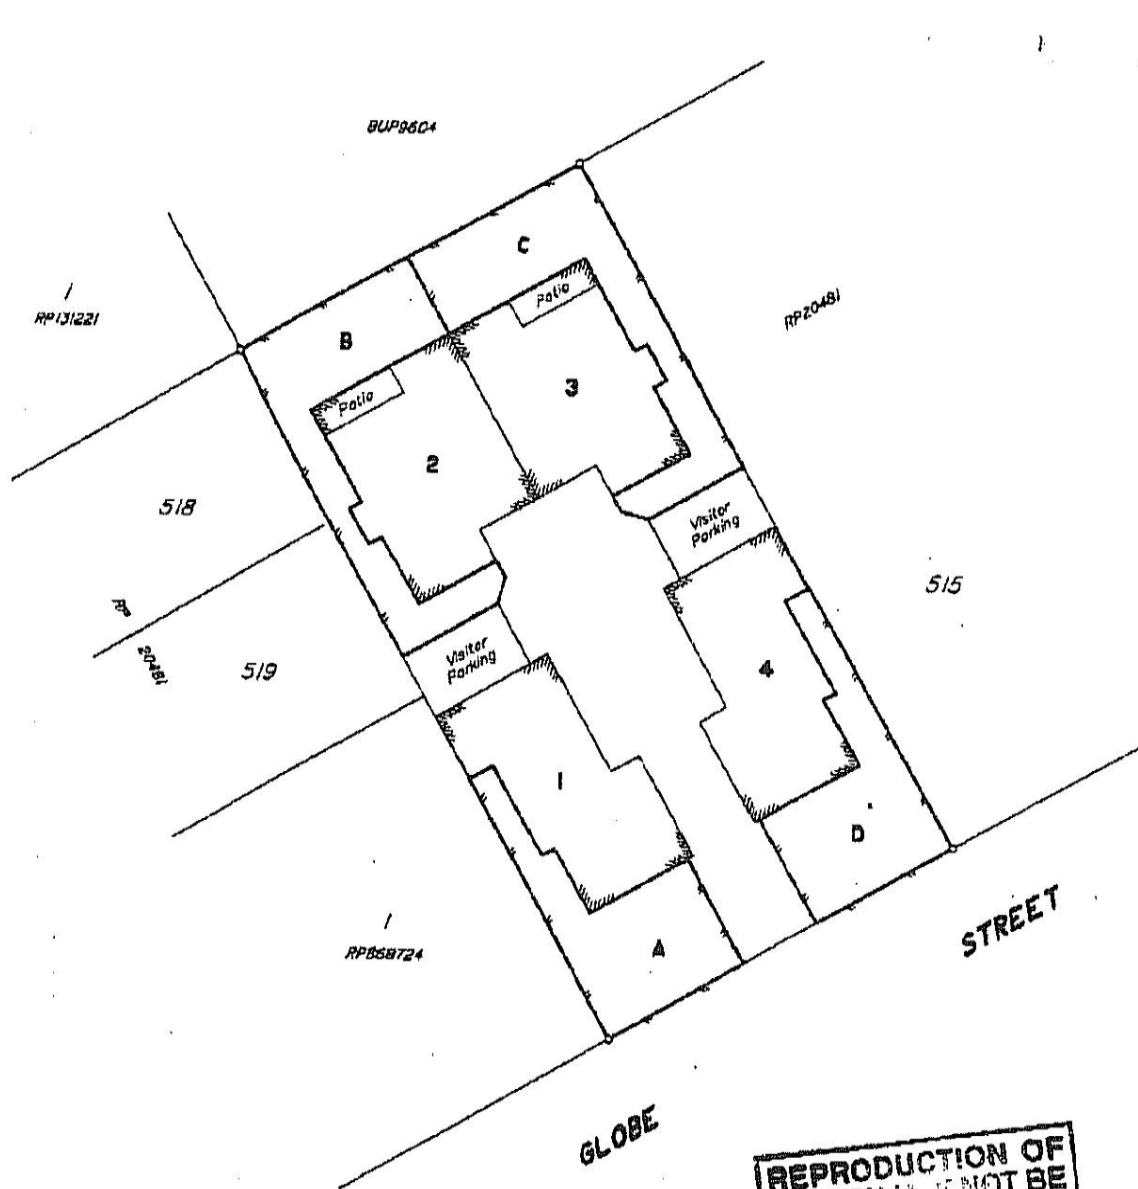 BUP9604
C
1
RP131221
Patio
RP20481
B
3
Patio
2
518
Visitor
Parking
515
RP
20481
519
Visitor
Parking
4
1
D
1
RP868724
A
STREET
GLOBE
REPRODUCTION OF
NOT BE